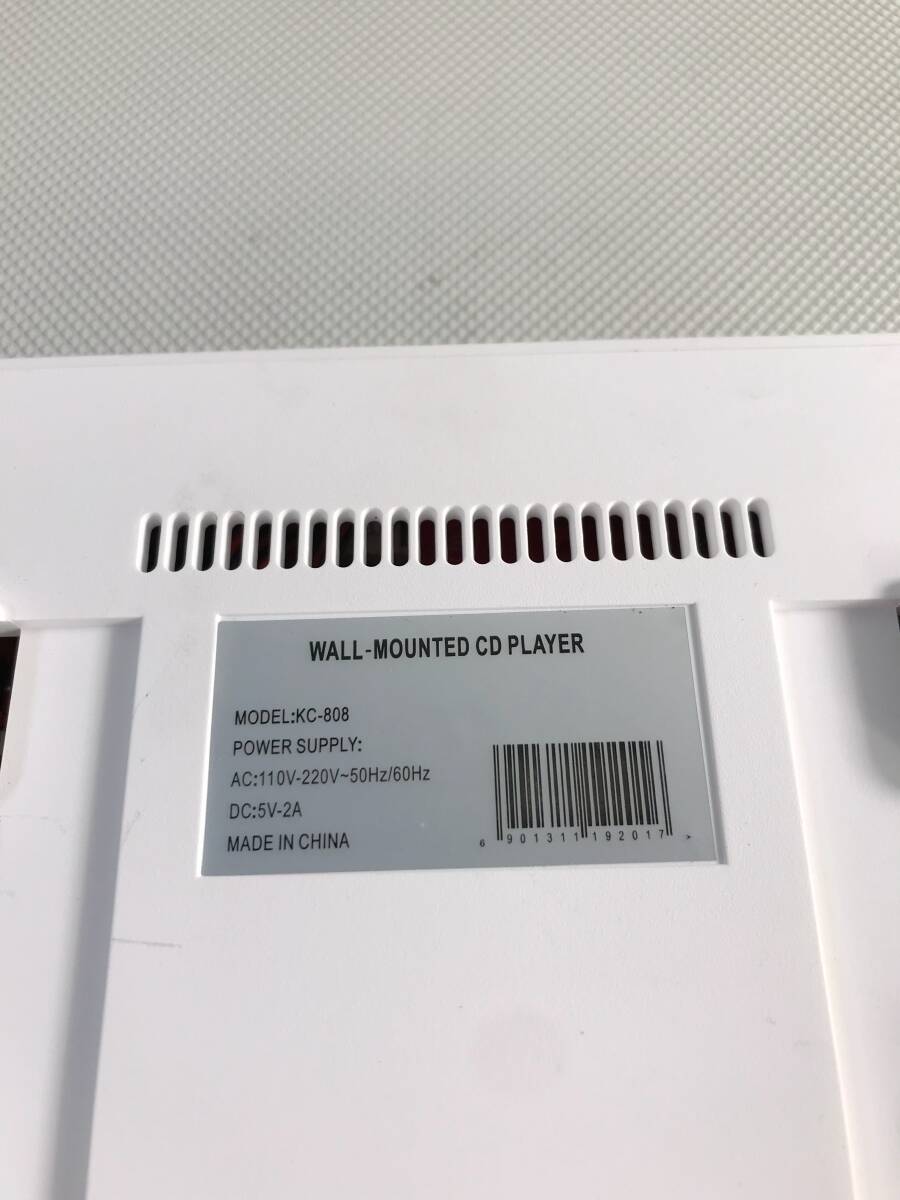 WALL-MOUNTED CD PLAYER
MODEL:KC-808
POWER SUPPLY:
AC:110V-220V~50Hz/60Hz
DC:5V-2A
MADE IN CHINA
6 901311 192017 >